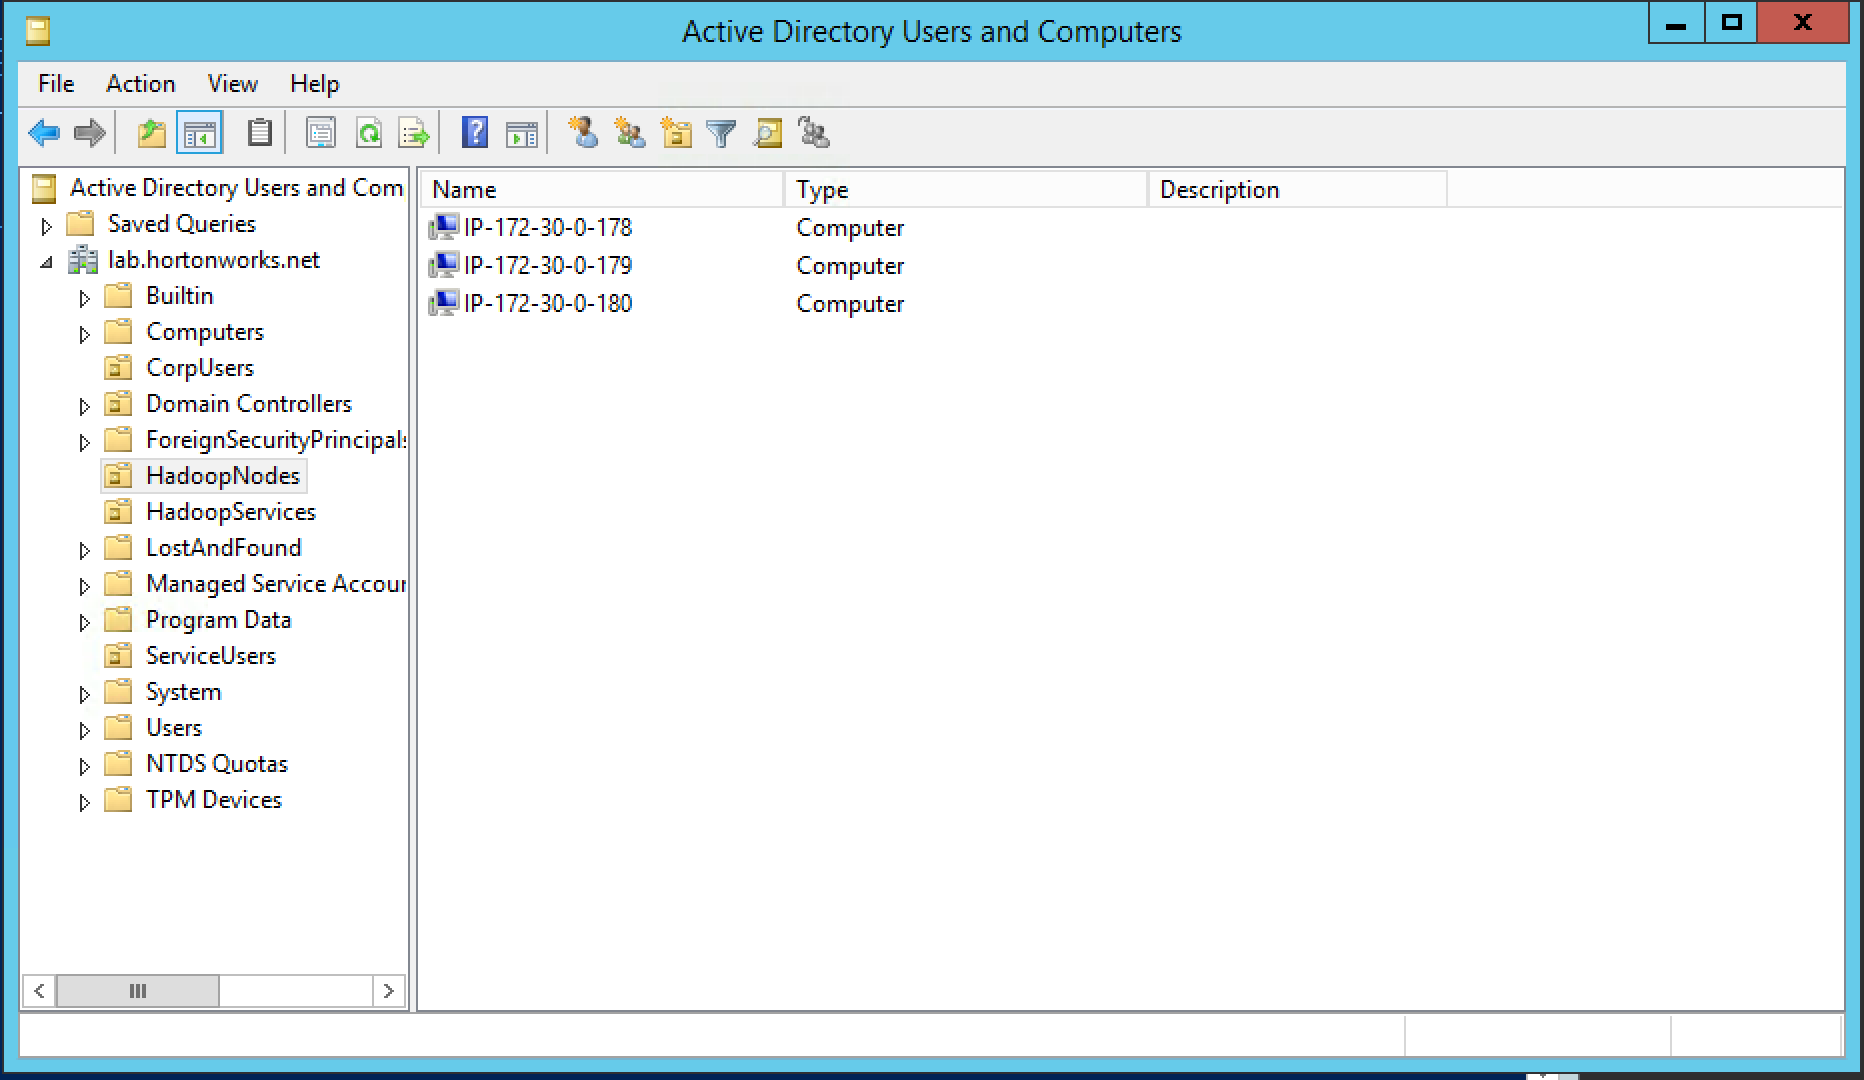 Active Directory Users and Computers
File Action View Help
Active Directory Users and Com
Saved Queries
lab.hortonworks.net
Builtin
Computers
CorpUsers
Domain Controllers
ForeignSecurityPrincipals
HadoopNodes
HadoopServices
LostAndFound
Managed Service Accour
Program Data
ServiceUsers
System
Users
NTDS Quotas
TPM Devices
Name Type Description
IP-172-30-0-178 Computer
IP-172-30-0-179 Computer
IP-172-30-0-180 Computer